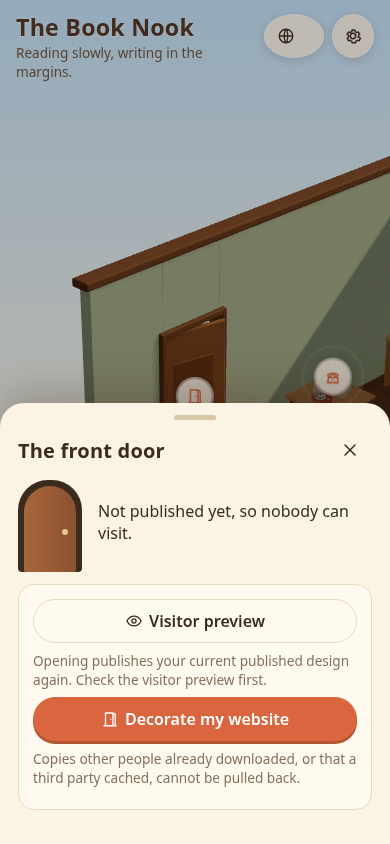 The Book Nook
Reading slowly, writing in the
margins.
The front door
Not published yet, so nobody can
visit.
Visitor preview
Opening publishes your current published design
again. Check the visitor preview first.
Decorate my website
Copies other people already downloaded, or that a
third party cached, cannot be pulled back.